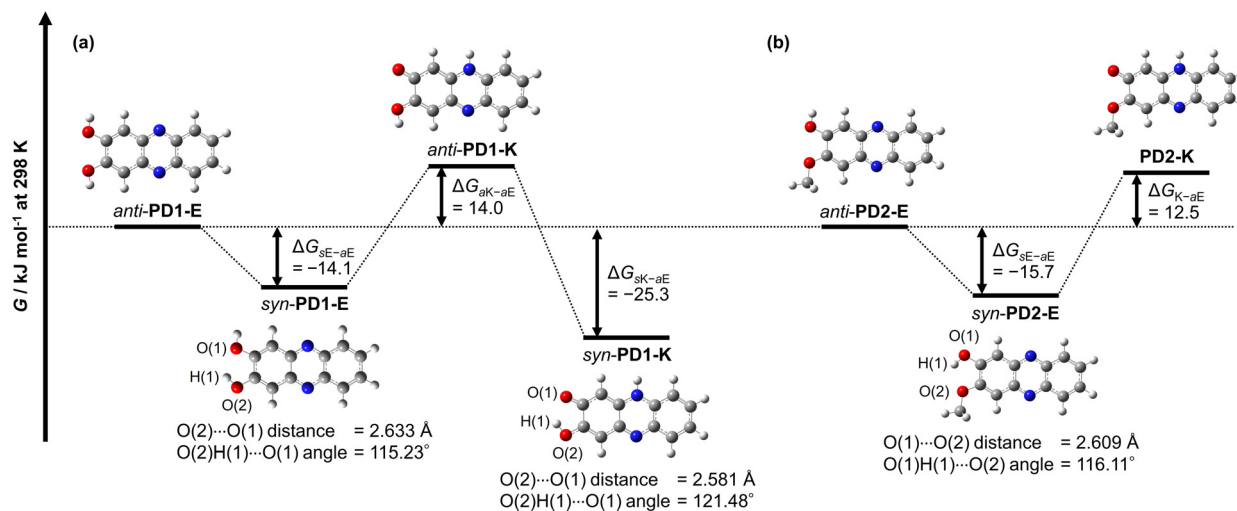 G / kJ mol⁻¹ at 298 K
(a)
anti-PD1-E
syn-PD1-E
O(1)
H(1)
O(2)
O(2)···O(1) distance = 2.633 Å
O(2)H(1)···O(1) angle = 115.23°
ΔGsE−aE
= −14.1
anti-PD1-K
ΔGaK−aE
= 14.0
ΔGsK−aE
= −25.3
syn-PD1-K
O(1)
H(1)
O(2)
O(2)···O(1) distance = 2.581 Å
O(2)H(1)···O(1) angle = 121.48°
(b)
anti-PD2-E
ΔGsE−aE
= −15.7
syn-PD2-E
O(1)
H(1)
O(2)
O(1)···O(2) distance = 2.609 Å
O(1)H(1)···O(2) angle = 116.11°
PD2-K
ΔGK−aE
= 12.5